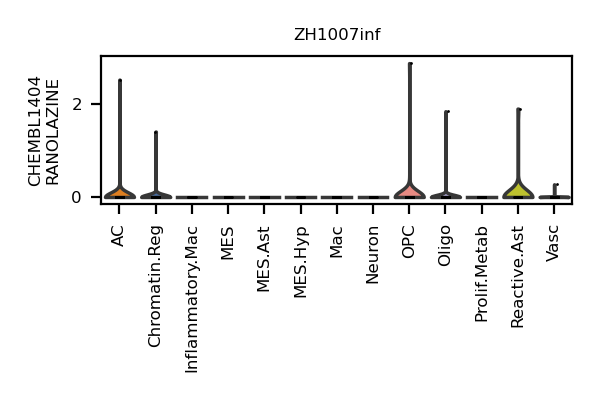 ZH1007inf
CHEMBL1404
RANOLAZINE
2
0
AC
Chromatin.Reg
Inflammatory.Mac
MES
MES.Ast
MES.Hyp
Mac
Neuron
OPC
Oligo
Prolif.Metab
Reactive.Ast
Vasc